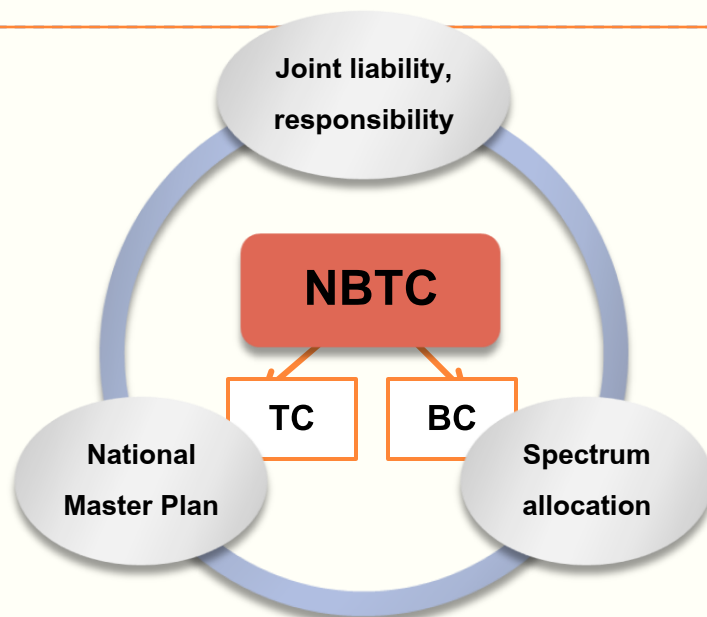 Joint liability,
responsibility
NBTC
TC
BC
National
Master Plan
Spectrum
allocation